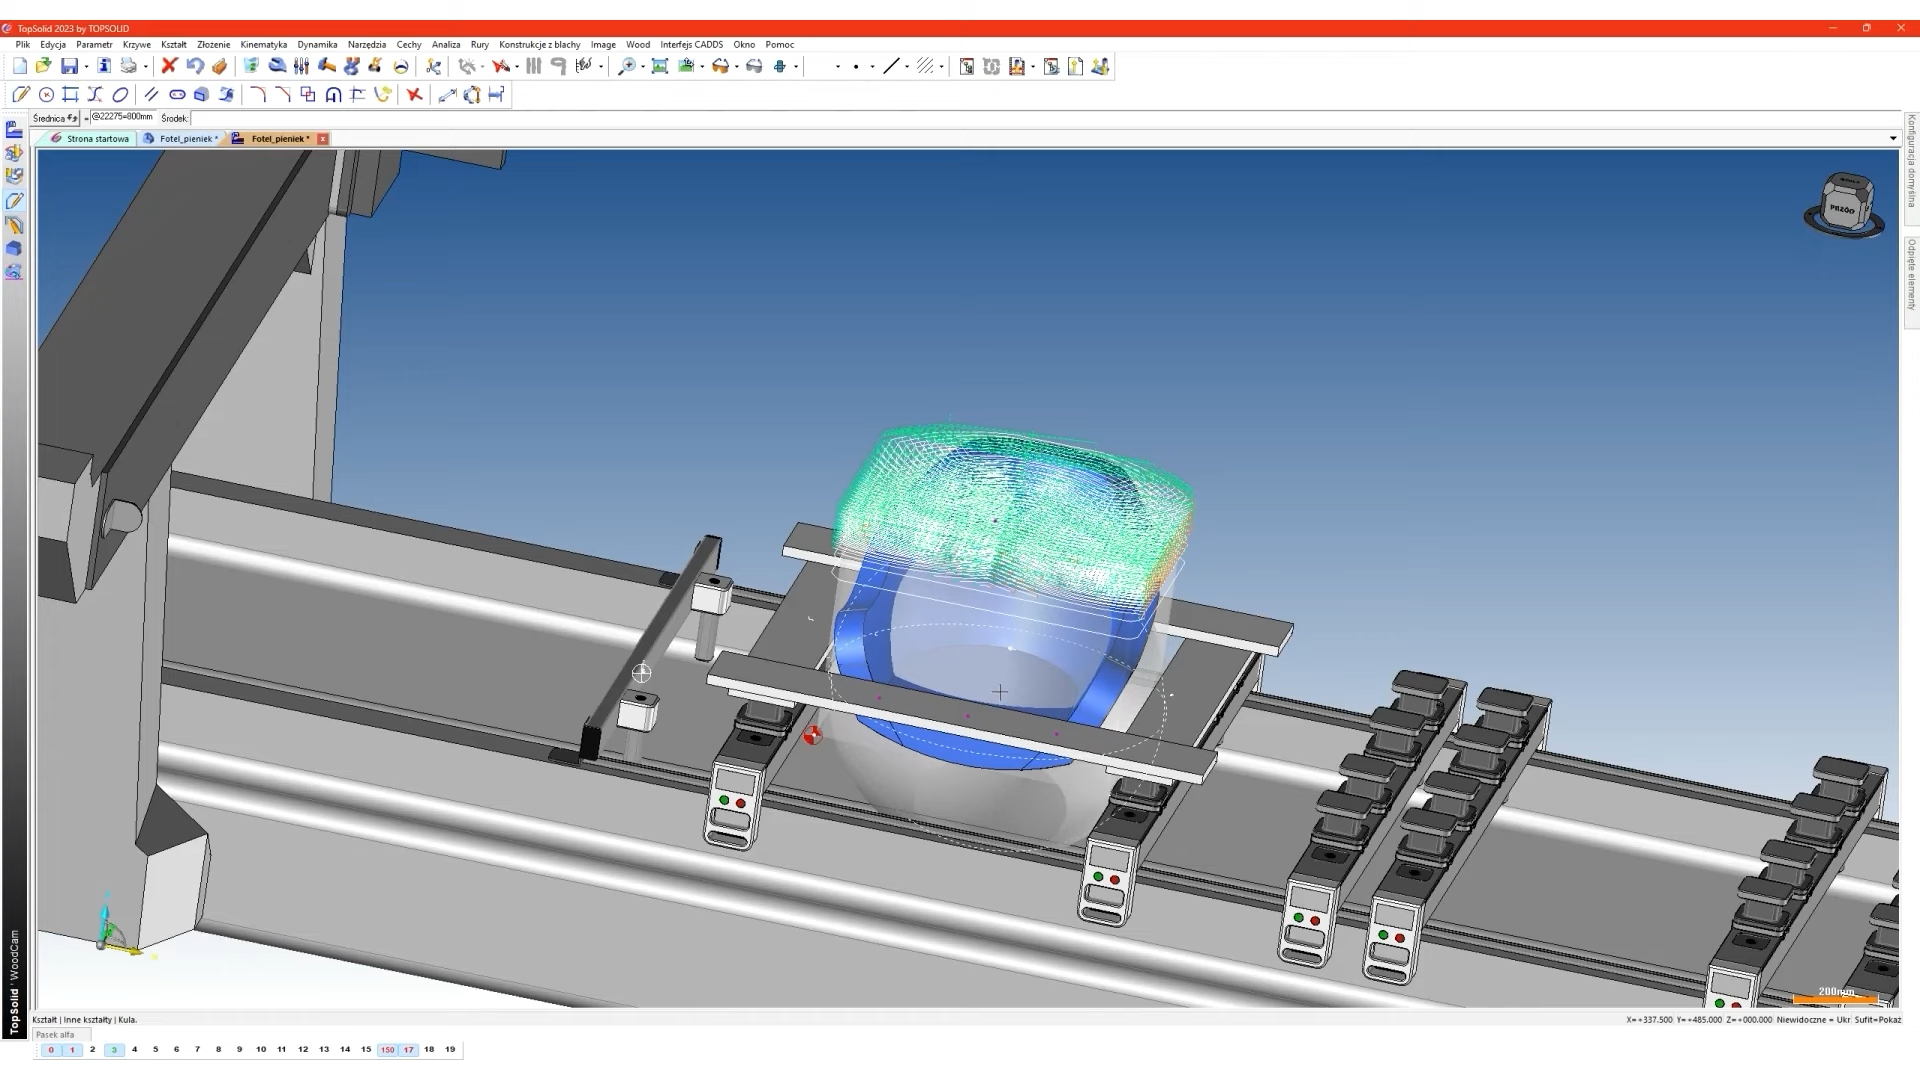 TopSolid 2023 by TOPSOLID
Plik Edycja Parametr Krzywe Kształt Złożenie Kinematyka Dynamika Narzędzia Cechy Analiza Rury Konstrukcje z blachy Image Wood Interfejs CADDS Okno Pomoc
Średnica = @22275=800mm Środek:
Strona startowa Fotel_pieniek * Fotel_pieniek * x
Konfiguracja domyślna
Odpięte elementy
PRZÓD
TopSolid ' WoodCam
200mm
Kształt | Inne kształty | Kula.
X=+337.500 Y=+485.000 Z=+000.000 Niewidoczne = Ukr Sufit=Pokaż
Pasek alfa
0 1 2 3 4 5 6 7 8 9 10 11 12 13 14 15 150 17 18 19